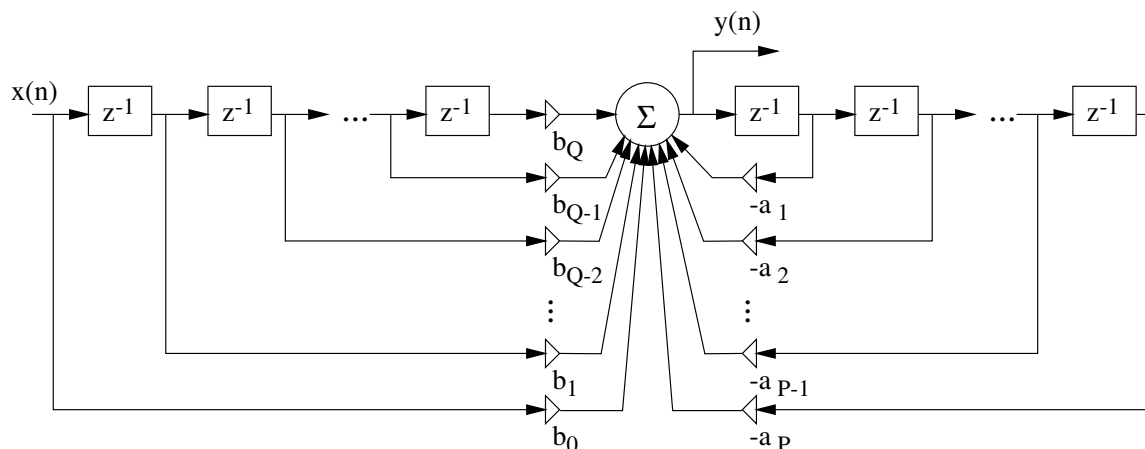 y(n)
x(n)
z-1 z-1 ... z-1 Σ z-1 z-1 ... z-1
bQ
bQ-1 -a 1
bQ-2 -a 2
⋮ ⋮
b1 -a P-1
b0 -a P